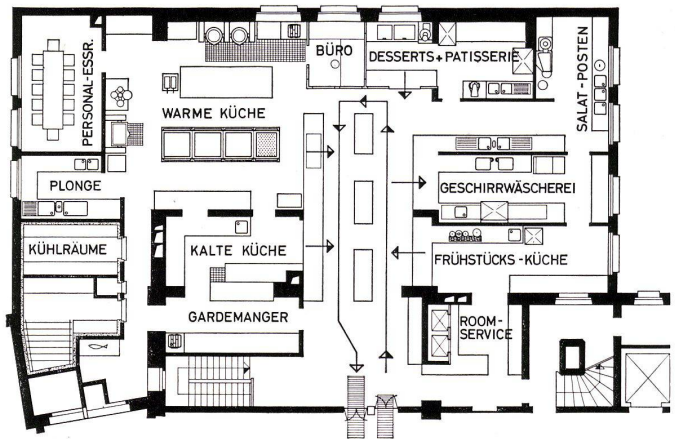 PERSONAL-ESSR.
BÜRO
DESSERTS + PATISSERIE
SALAT-POSTEN
WARME KÜCHE
PLONGE
GESCHIRRWÄSCHEREI
KÜHLRÄUME
KALTE KÜCHE
FRÜHSTÜCKS-KÜCHE
GARDEMANGER
ROOM-
SERVICE